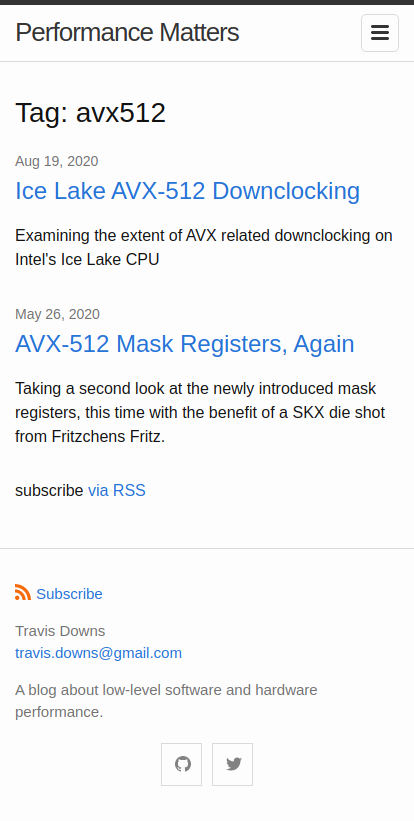 Performance Matters
Tag: avx512
Aug 19, 2020
Ice Lake AVX-512 Downclocking
Examining the extent of AVX related downclocking on
Intel's Ice Lake CPU
May 26, 2020
AVX-512 Mask Registers, Again
Taking a second look at the newly introduced mask
registers, this time with the benefit of a SKX die shot
from Fritzchens Fritz.
subscribe via RSS
Subscribe
Travis Downs
travis.downs@gmail.com
A blog about low-level software and hardware
performance.